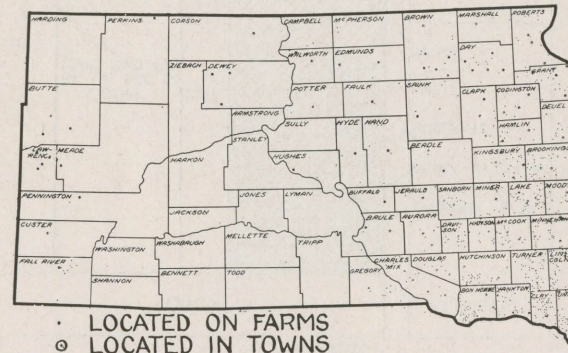 HARDING PERKINS CORSON CAMPBELL McPHERSON BROWN MARSHALL ROBERTS
WALWORTH EDMUNDS DAY
ZIEBACH DEWEY GRANT
BUTTE POTTER FAULK SPINK CLARK CODINGTON
DEUEL
ARMSTRONG SULLY HYDE HAND HAMLIN
STANLEY
LAW-
RENCE MEADE HAAKON HUGHES BEADLE KINGSBURY BROOKINGS
PENNINGTON JONES LYMAN BUFFALO JERAULD SANBORN MINER LAKE MOODY
JACKSON
CUSTER BRULE AURORA DAVI-
SON HANSON McCOOK MINNEHAHA
WASHINGTON WASHABAUGH MELLETTE TRIPP
FALL RIVER SHANNON BENNETT TODD GREGORY CHARLES
MIX DOUGLAS HUTCHINSON TURNER LIN-
COLN
BON HOMME YANKTON CLAY
LOCATED ON FARMS
LOCATED IN TOWNS